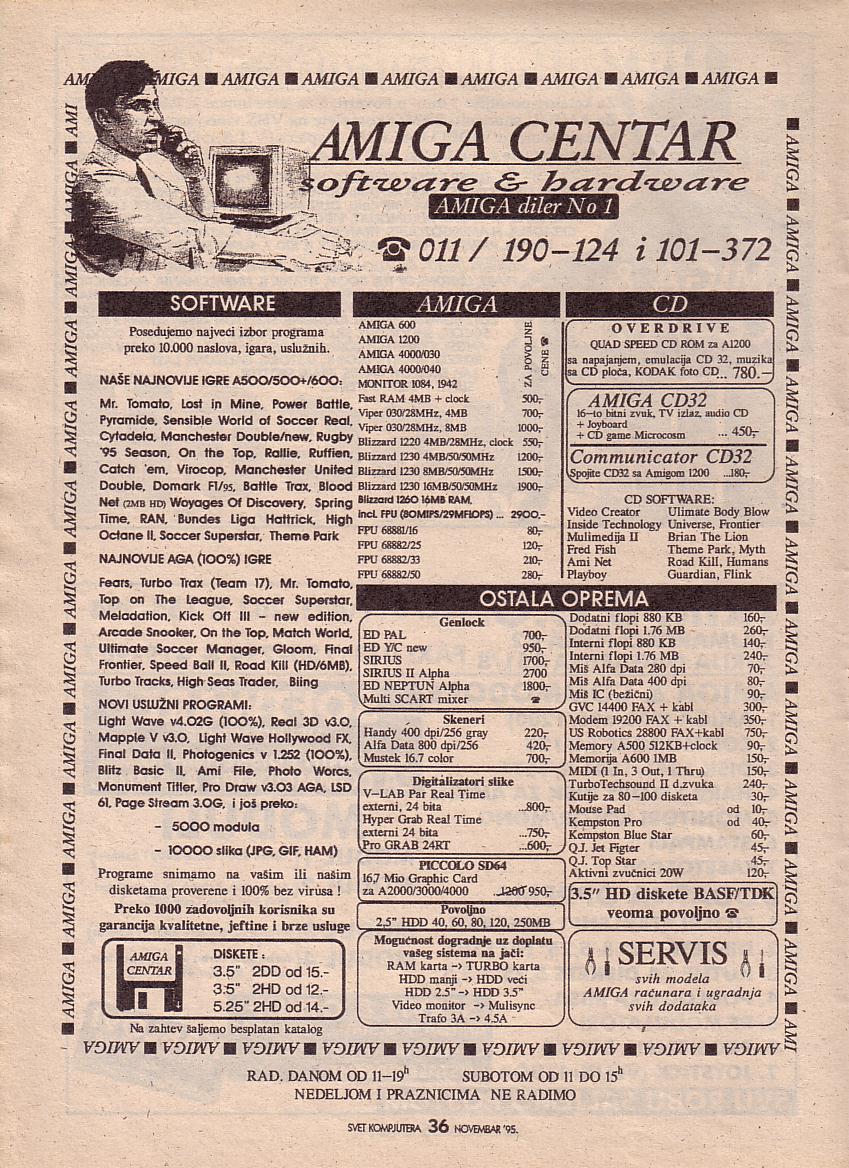 AMIGA ■ AMIGA ■ AMIGA ■ AMIGA ■ AMIGA ■ AMIGA ■ AMIGA ■ AMIGA ■
AMIGA CENTAR
software & hardware
AMIGA diler No 1
☎ 011 / 190-124 i 101-372
SOFTWARE
Posedujemo najveći izbor programa
preko 10.000 naslova, igara, uslužnih.
NAŠE NAJNOVIJE IGRE A500/500+/600:
Mr. Tomato, Lost in Mine, Power Battle,
Pyramide, Sensible World of Soccer Real,
Cytadela, Manchester Double/new, Rugby
'95 Season, On the Top, Rallie, Ruffien,
Catch 'em, Virocop, Manchester United
Double, Domark F1/95, Battle Trax, Blood
Net (2MB HD) Woyages Of Discovery, Spring
Time, RAN, Bundes Liga Hattrick, High
Octane II, Soccer Superstar, Theme Park
NAJNOVIJE AGA (100%) IGRE
Fears, Turbo Trax (Team 17), Mr. Tomato,
Top on The League, Soccer Superstar,
Meladation, Kick Off III - new edition,
Arcade Snooker, On the Top, Match World,
Ultimate Soccer Manager, Gloom, Final
Frontier, Speed Ball II, Road Kill (HD/6MB),
Turbo Tracks, High Seas Trader, Biing
NOVI USLUŽNI PROGRAMI:
Light Wave v4.02G (100%), Real 3D v3.0,
Mapple V v3.0, Light Wave Hollywood FX,
Final Data II, Photogenics v 1.252 (100%),
Blitz Basic II, Ami File, Photo Worcs,
Monument Titler, Pro Draw v3.03 AGA, LSD
61, Page Stream 3.0G, i još preko:
- 5000 modula
- 10000 slika (JPG, GIF, HAM)
Programe snimamo na vašim ili našim
disketama proverene i 100% bez virusa !
Preko 1000 zadovoljnih korisnika su
garancija kvalitetne, jeftine i brze usluge
AMIGA
CENTAR
DISKETE :
3.5" 2DD od 15.-
3.5" 2HD od 12.-
5.25" 2HD od 14.-
Na zahtev šaljemo besplatan katalog
AMIGA
AMIGA 600
AMIGA 1200
AMIGA 4000/030
AMIGA 4000/040
MONITOR 1084, 1942
ZA POVOLJNE
CENE ☎
Fast RAM 4MB + clock 500,-
Viper 030/28MHz, 4MB 700,-
Viper 030/28MHz, 8MB 1000,-
Blizzard 1220 4MB/28MHz, clock 550,-
Blizzard 1230 4MB/50/50MHz 1200,-
Blizzard 1230 8MB/50/50MHz 1500,-
Blizzard 1230 16MB/50/50MHz 1900,-
Blizzard 1260 16MB RAM,
incl. FPU (80MIPS/29MFlOPS) ... 2900,-
FPU 68881/16 80,-
FPU 68882/25 120,-
FPU 68882/33 210,-
FPU 68882/50 280,-
CD
OVERDRIVE
QUAD SPEED CD ROM za A1200
sa napajanjem, emulacija CD 32, muzika
sa CD ploča, KODAK foto CD... 780.-
AMIGA CD32
16-to bitni zvuk, TV izlaz, audio CD
+ Joyboard
+ CD game Microcosm ... 450,-
Communicator CD32
Spojite CD32 sa Amigom 1200 ...180,-
CD SOFTWARE:
Video Creator Ulimate Body Blow
Inside Technology Universe, Frontier
Mulimedija II Brian The Lion
Fred Fish Theme Park, Myth
Ami Net Road Kill, Humans
Playboy Guardian, Flink
OSTALA OPREMA
Genlock
ED PAL 700,-
ED Y/C new 950,-
SIRIUS 1700,-
SIRIUS II Alpha 2700
ED NEPTUN Alpha 1800,-
Multi SCART mixer ☎
Skeneri
Handy 400 dpi/256 gray 220,-
Alfa Data 800 dpi/256 420,-
Mustek 16.7 color 700,-
Digitalizatori slike
V-LAB Par Real Time
externi, 24 bita ...800,-
Hyper Grab Real Time
externi 24 bita ...750,-
Pro GRAB 24RT ...600,-
PICCOLO SD64
16,7 Mio Graphic Card
za A2000/3000/4000 ...1200 950,-
Povoljno
2,5" HDD 40, 60, 80, 120, 250MB
Mogućnost dogradnje uz doplatu
vašeg sistema na jači:
RAM karta -> TURBO karta
HDD manji -> HDD veći
HDD 2.5" -> HDD 3.5"
Video monitor -> Mulisync
Trafo 3A -> 4.5A
Dodatni flopi 880 KB 160,-
Dodatni flopi 1.76 MB 260,-
Interni flopi 880 KB 140,-
Interni flopi 1.76 MB 240,-
Miš Alfa Data 280 dpi 70,-
Miš Alfa Data 400 dpi 80,-
Miš IC (bežični) 90,-
GVC 14400 FAX + kabl 300,-
Modem 19200 FAX + kabl 350,-
US Robotics 28800 FAX+kabl 750,-
Memory A500 512KB+clock 90,-
Memorija A600 1MB 150,-
MIDI (1 In, 3 Out, 1 Thru) 150,-
TurboTechsound II d.zvuka 240,-
Kutije za 80-100 disketa 30,-
Mouse Pad od 10,-
Kempston Pro od 40,-
Kempston Blue Star 60,-
Q.J. Jet Figter 45,-
Q.J. Top Star 45,-
Aktivni zvučnici 20W 120,-
3.5" HD diskete BASF/TDK
veoma povoljno ☎
SERVIS
svih modela
AMIGA računara i ugradnja
svih dodataka
AMIGA ■ AMIGA ■ AMIGA ■ AMIGA ■ AMIGA ■ AMIGA ■ AMIGA ■ AMIGA ■ AMIGA
RAD. DANOM OD 11-19h SUBOTOM OD 11 DO 15h
NEDELJOM I PRAZNICIMA NE RADIMO
SVET KOMPJUTERA 36 NOVEMBAR '95.